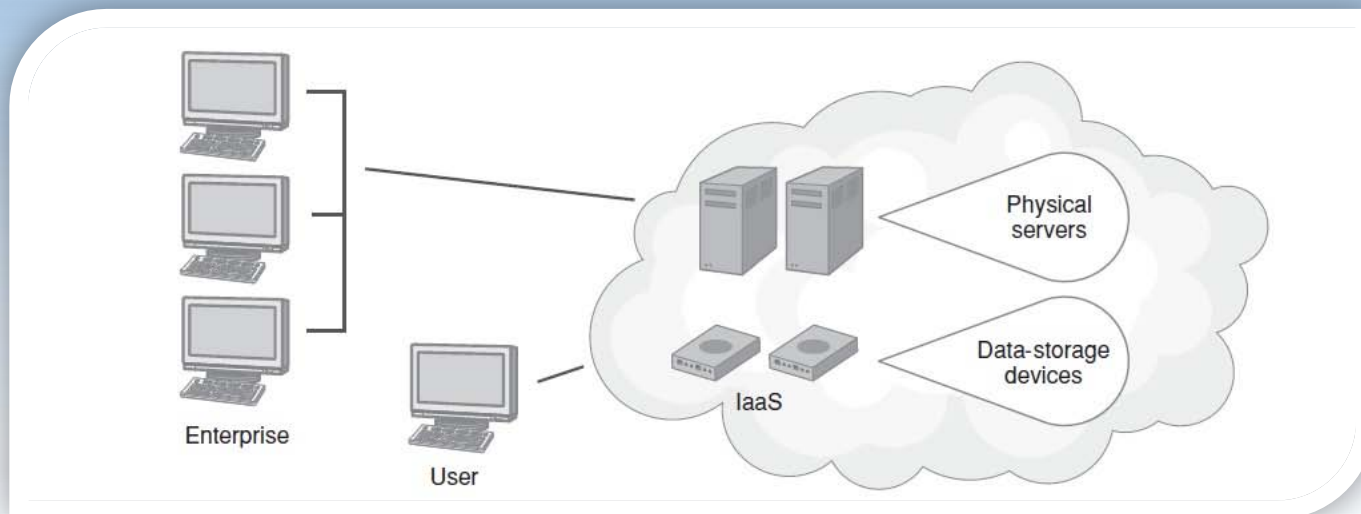 Physical
servers
Data-storage
devices
IaaS
Enterprise
User